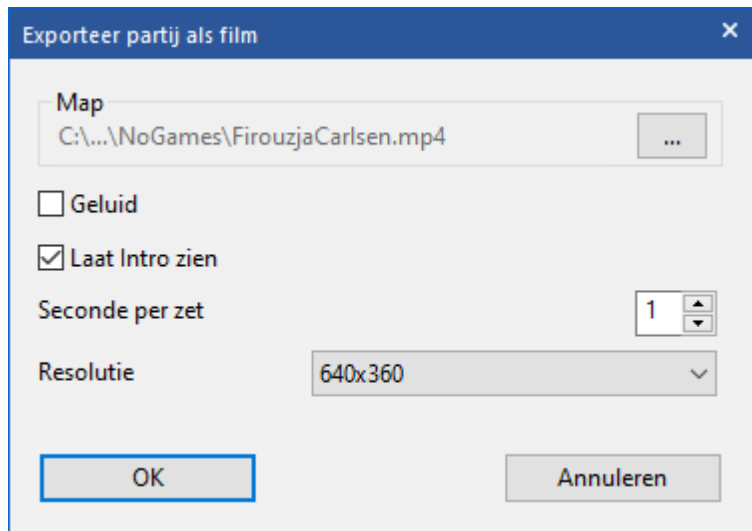 Exporteer partij als film
Map
C:\...\NoGames\FirouzjaCarlsen.mp4
...
Geluid
Laat Intro zien
Seconde per zet
1
Resolutie
640x360
OK
Annuleren